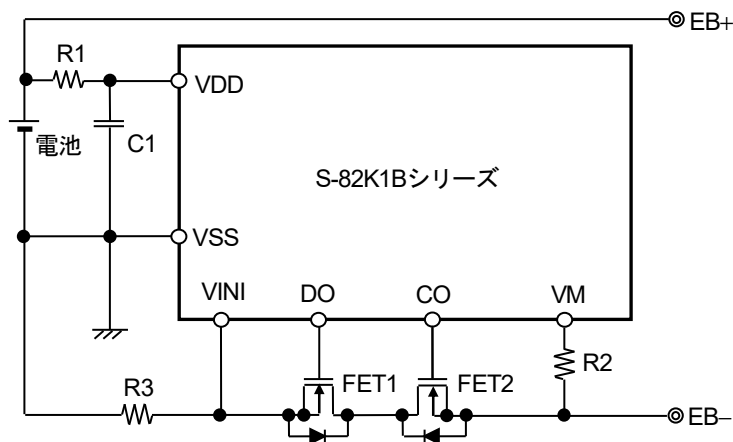 EB+
R1
VDD
電池
C1
S-82K1Bシリーズ
VSS
VINI
DO
CO
VM
R3
FET1
FET2
R2
EB−